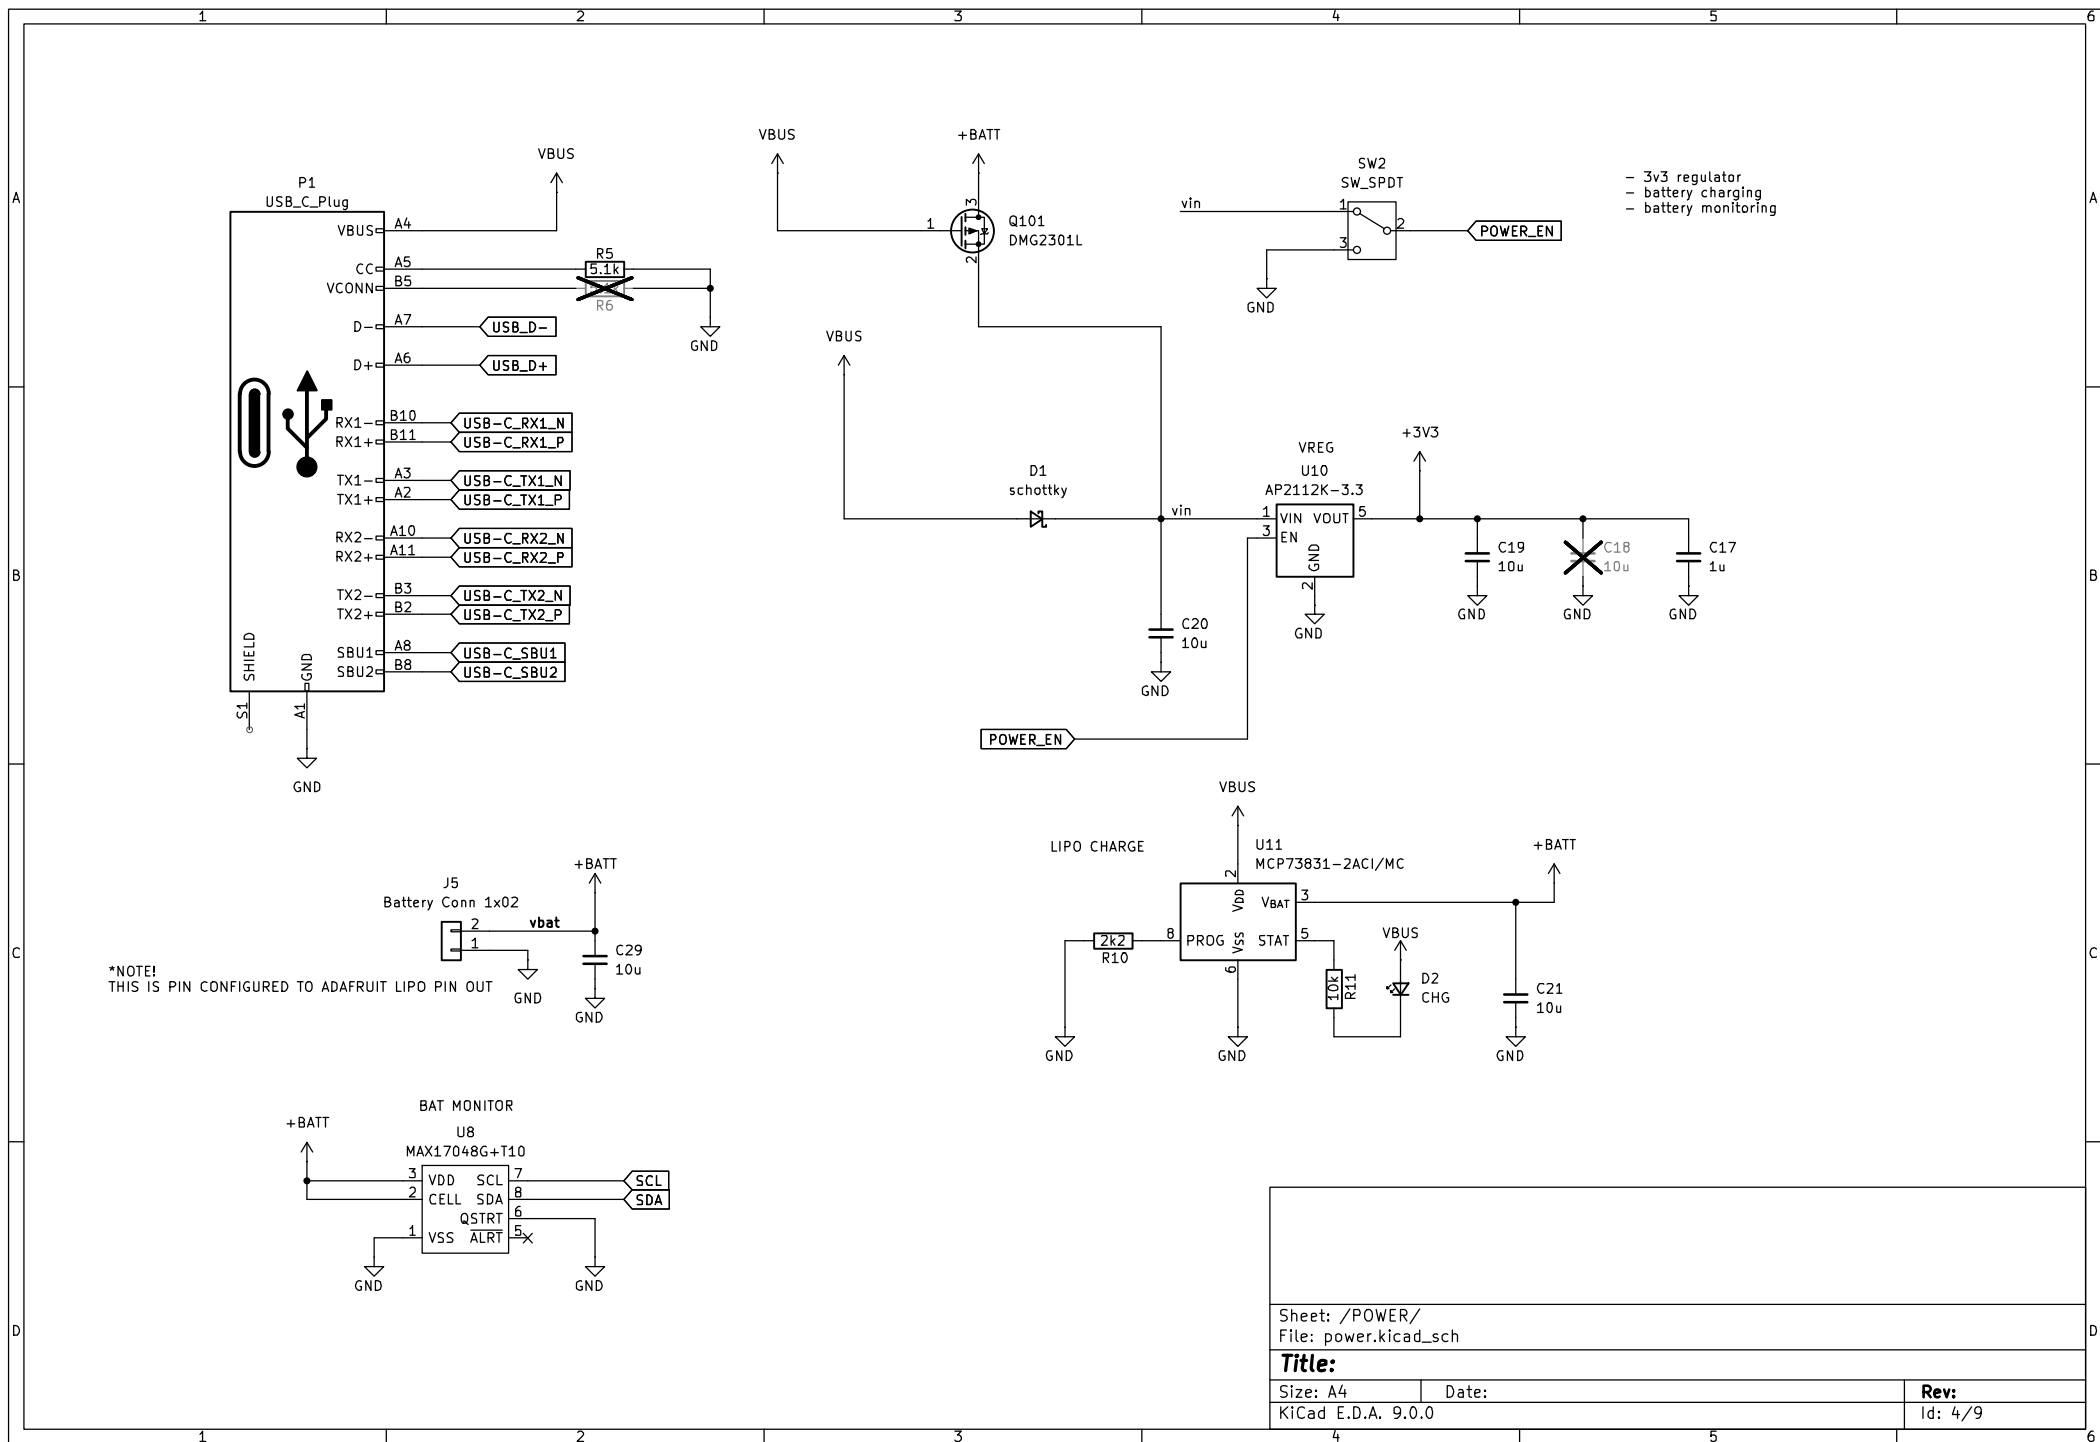 1 2 3 4 5 6
A
B
C
D
P1
USB_C_Plug
VBUS
VBUS A4
CC A5
VCONN B5
D- A7
D+ A6
RX1- B10
RX1+ B11
TX1- A3
TX1+ A2
RX2- A10
RX2+ A11
TX2- B3
TX2+ B2
SBU1 A8
SBU2 B8
SHIELD
S1
GND
A1
GND
R5
5.1k
R6
GND
USB_D-
USB_D+
USB-C_RX1_N
USB-C_RX1_P
USB-C_TX1_N
USB-C_TX1_P
USB-C_RX2_N
USB-C_RX2_P
USB-C_TX2_N
USB-C_TX2_P
USB-C_SBU1
USB-C_SBU2
VBUS
+BATT
3
1
2
Q101
DMG2301L
SW2
SW_SPDT
vin
1
2
3
POWER_EN
GND
- 3v3 regulator
- battery charging
- battery monitoring
VBUS
D1
schottky
vin
VREG
U10
AP2112K-3.3
1 VIN VOUT 5
3 EN
GND
2
GND
+3V3
C19
10u
GND
C18
10u
GND
C17
1u
GND
C20
10u
GND
POWER_EN
LIPO CHARGE
VBUS
U11
MCP73831-2ACI/MC
2
VDD
VBAT 3
8 PROG
VSS
STAT 5
6
2k2
R10
GND
GND
10k
R11
VBUS
D2
CHG
+BATT
C21
10u
GND
J5
Battery Conn 1x02
2
1
vbat
+BATT
C29
10u
GND
GND
*NOTE!
THIS IS PIN CONFIGURED TO ADAFRUIT LIPO PIN OUT
BAT MONITOR
+BATT
U8
MAX17048G+T10
3 VDD SCL 7
2 CELL SDA 8
QSTRT 6
1 VSS ALRT 5
SCL
SDA
GND
GND
Sheet: /POWER/
File: power.kicad_sch
Title:
Size: A4 Date: Rev:
KiCad E.D.A. 9.0.0 Id: 4/9
A
B
C
D
1 2 3 4 5 6